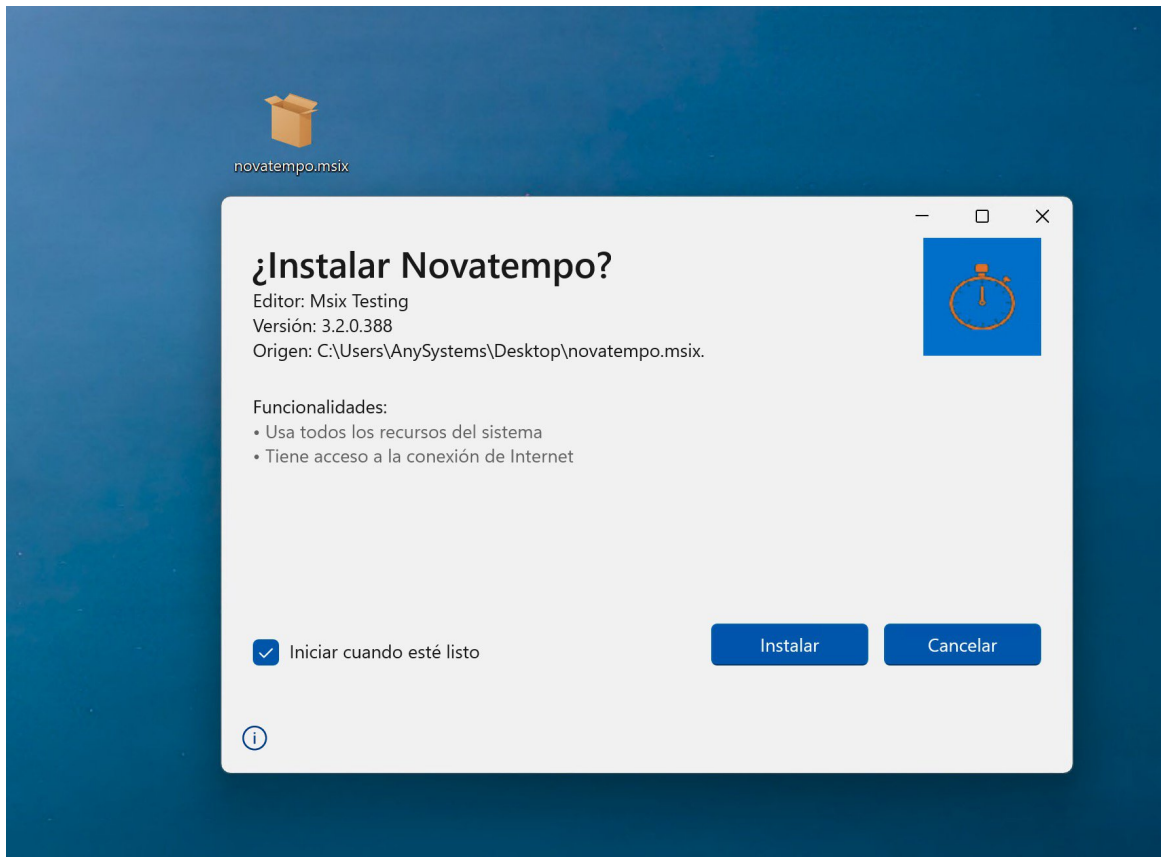 novatempo.msix
¿Instalar Novatempo?
Editor: Msix Testing
Versión: 3.2.0.388
Origen: C:\Users\AnySystems\Desktop\novatempo.msix.
Funcionalidades:
• Usa todos los recursos del sistema
• Tiene acceso a la conexión de Internet
Iniciar cuando esté listo
Instalar
Cancelar